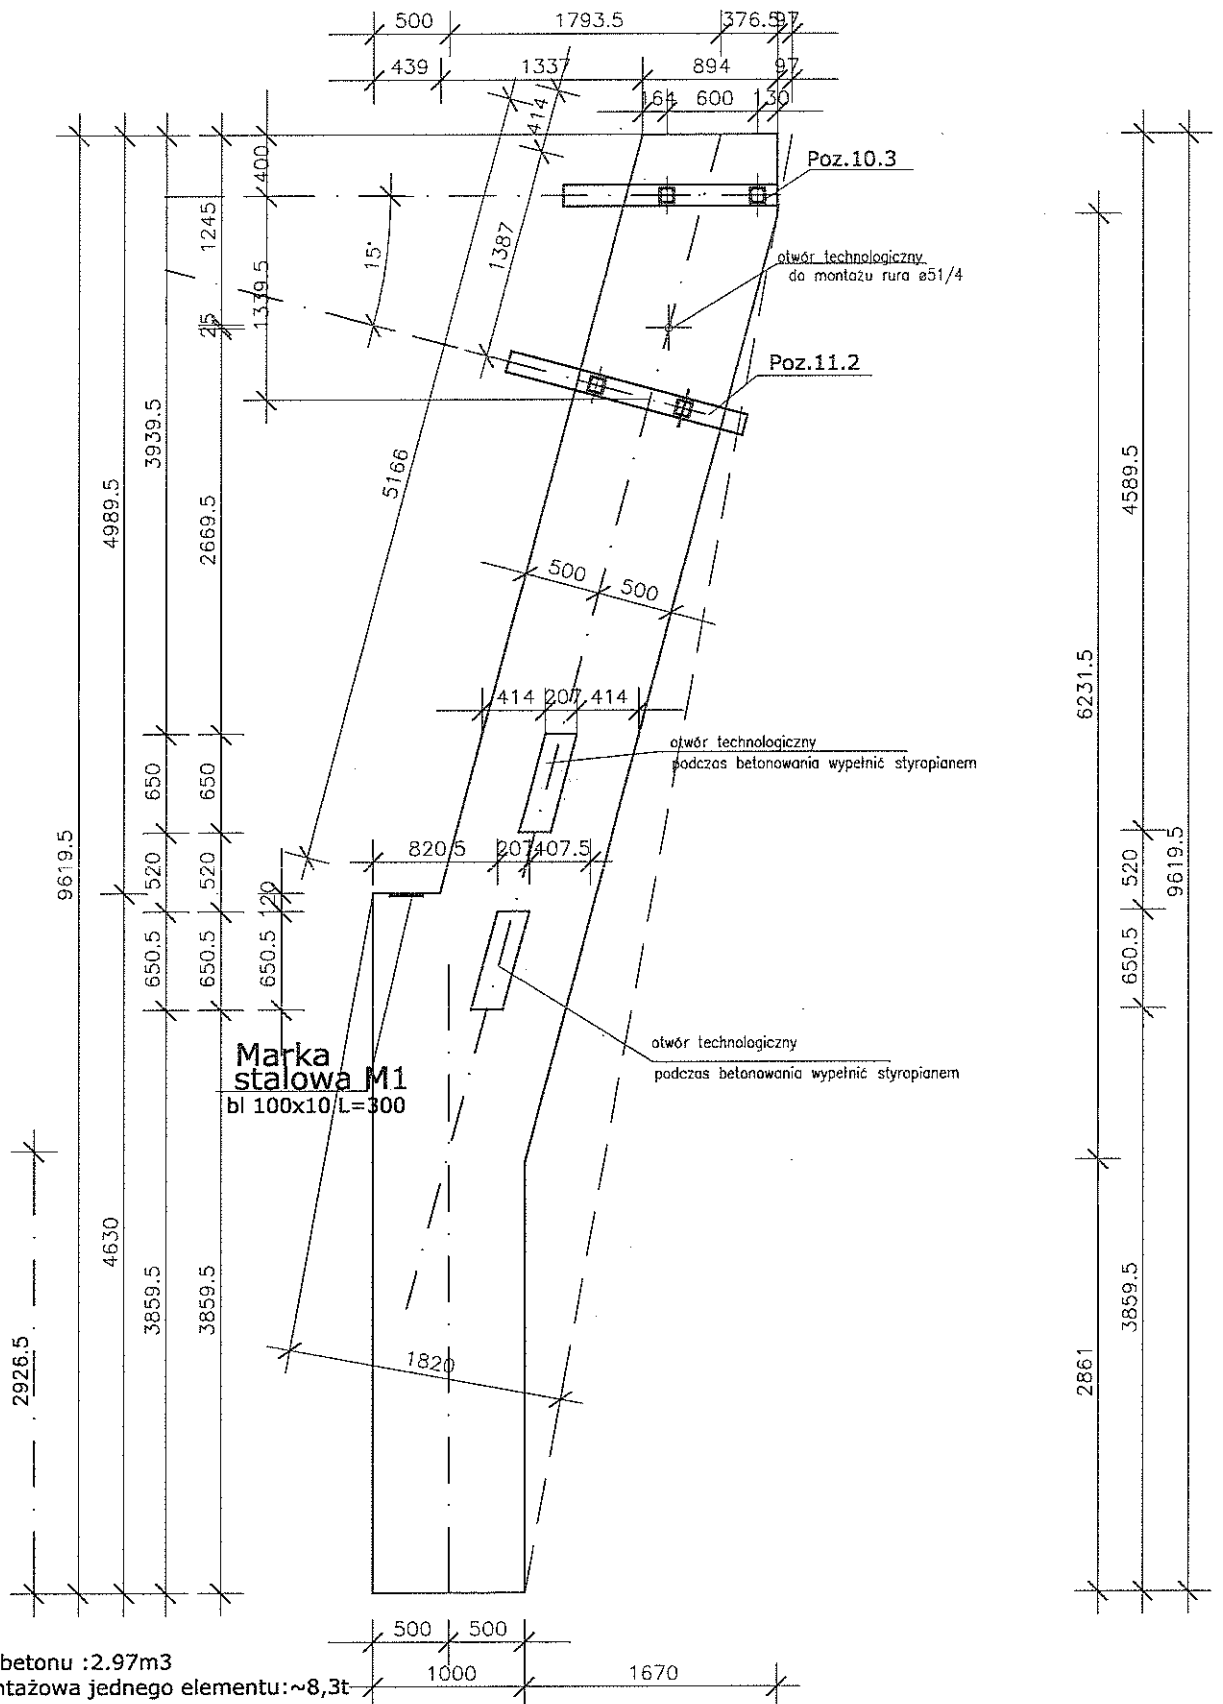 500 1793.5 376.5 97
439 1337 894 97
164 600 130
414
400
1245
15°
1387
1339.5
25
Poz.10.3
otwór technologiczny
do montażu rura ø51/4
Poz.11.2
3939.5
4989.5
5166
2669.5
4589.5
500 500
6231.5
414 207 414
otwór technologiczny
podczas betonowania wypełnić styropianem
650 650
820.5 207 407.5
9619.5
520 520 120
520
9619.5
650.5 650.5 650.5
650.5
otwór technologiczny
podczas betonowania wypełnić styropianem
Marka
stalowa M1
bl 100x10 L=300
4630
3859.5 3859.5
3859.5
2926.5
1820
2861
500 500
betonu :2.97m3
1000 1670
ntażowa jednego elementu:~8,3t